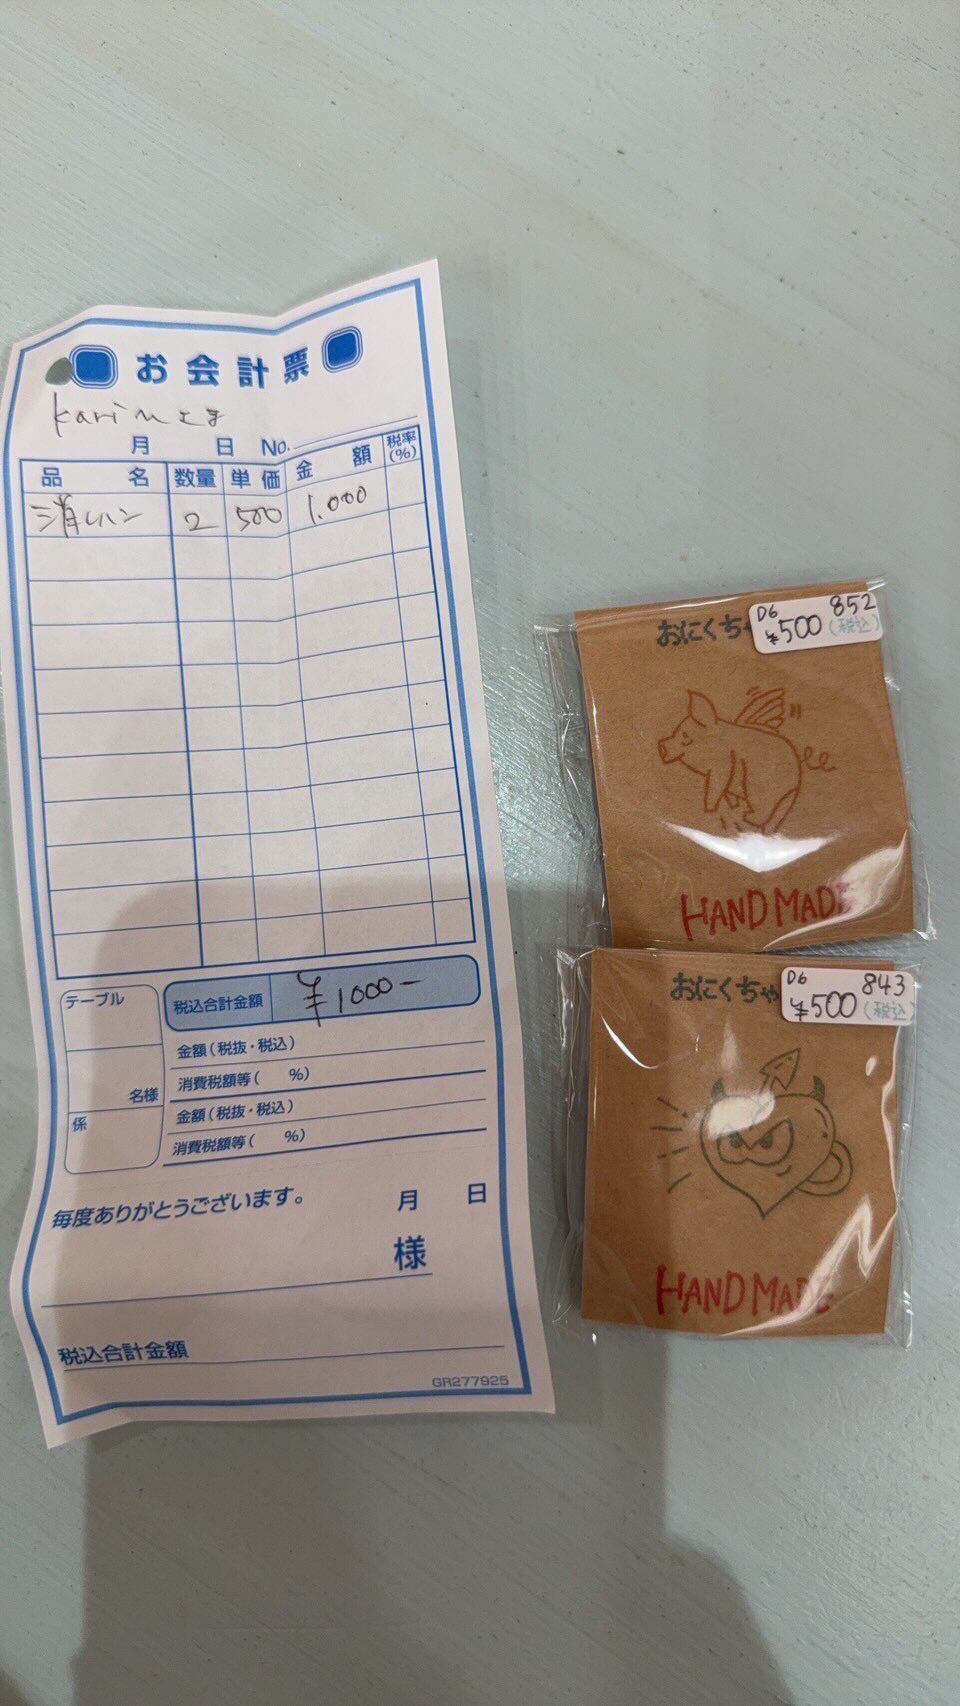 お会計票
karinさま
月 日 No.
品名 数量 単価 金額 税率(%)
消しハン 2 500 1.000
テーブル
名様
係
税込合計金額 ¥1000-
金額(税抜・税込)
消費税額等( %)
金額(税抜・税込)
消費税額等( %)
毎度ありがとうございます。 月 日
様
税込合計金額
GR277925
おにくちゃ
D6 852
¥500(税込)
HANDMADE
おにくちゃ
D6 843
¥500(税込)
HANDMADE